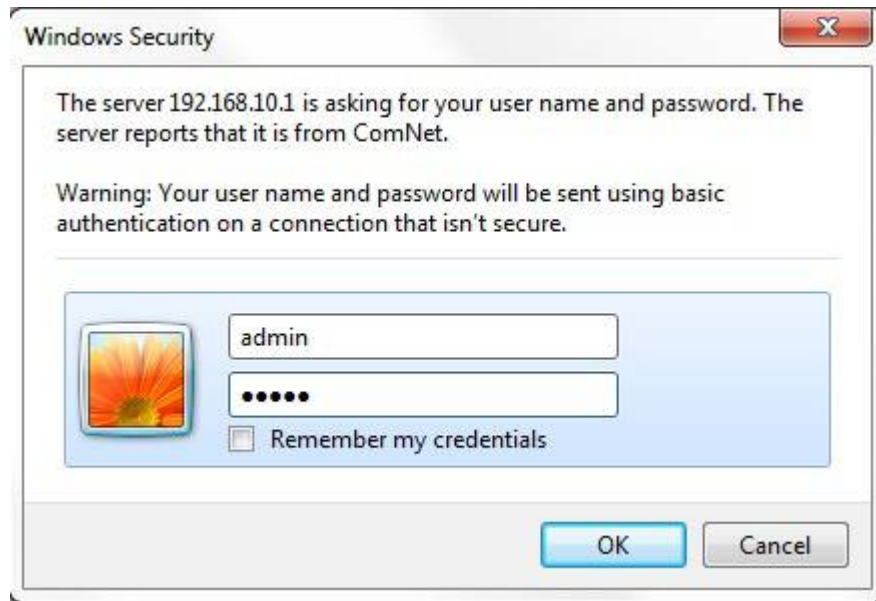 Windows Security
The server 192.168.10.1 is asking for your user name and password. The
server reports that it is from ComNet.
Warning: Your user name and password will be sent using basic
authentication on a connection that isn't secure.
admin
●●●●●
Remember my credentials
OK
Cancel